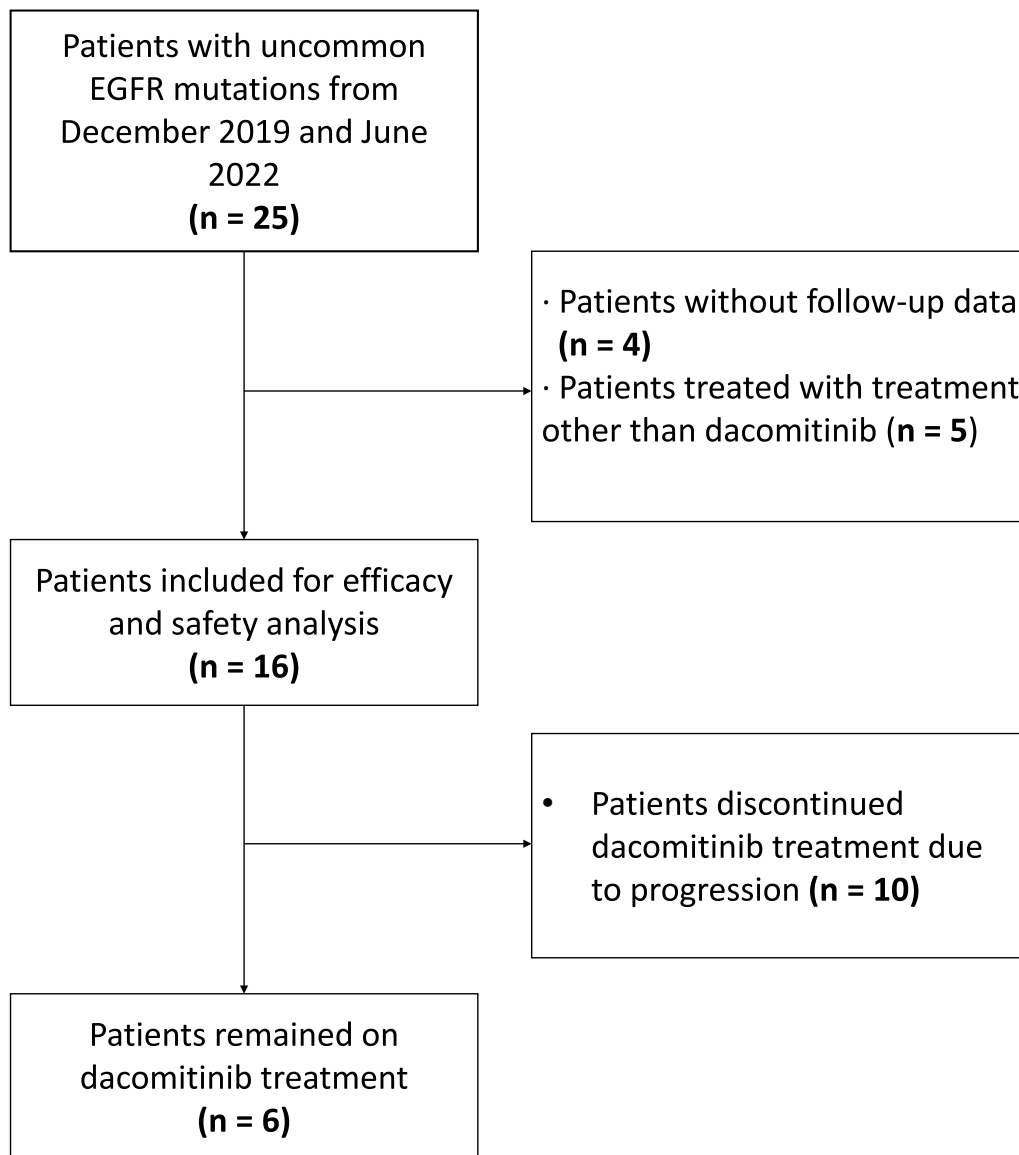 Patients with uncommon
EGFR mutations from
December 2019 and June
2022
(n = 25)
· Patients without follow-up data
(n = 4)
· Patients treated with treatment
other than dacomitinib (n = 5)
Patients included for efficacy
and safety analysis
(n = 16)
• Patients discontinued
dacomitinib treatment due
to progression (n = 10)
Patients remained on
dacomitinib treatment
(n = 6)